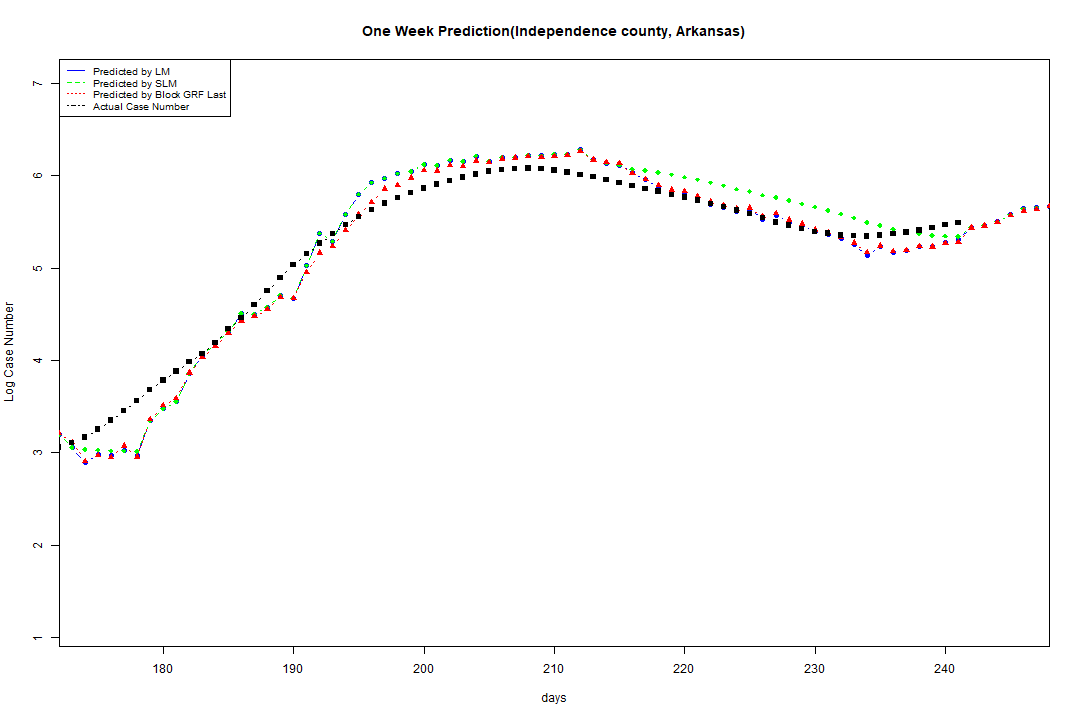 One Week Prediction(Independence county, Arkansas)
Predicted by LM
Predicted by SLM
Predicted by Block GRF Last
Actual Case Number
7
6
5
4
3
2
1
Log Case Number
180 190 200 210 220 230 240
days